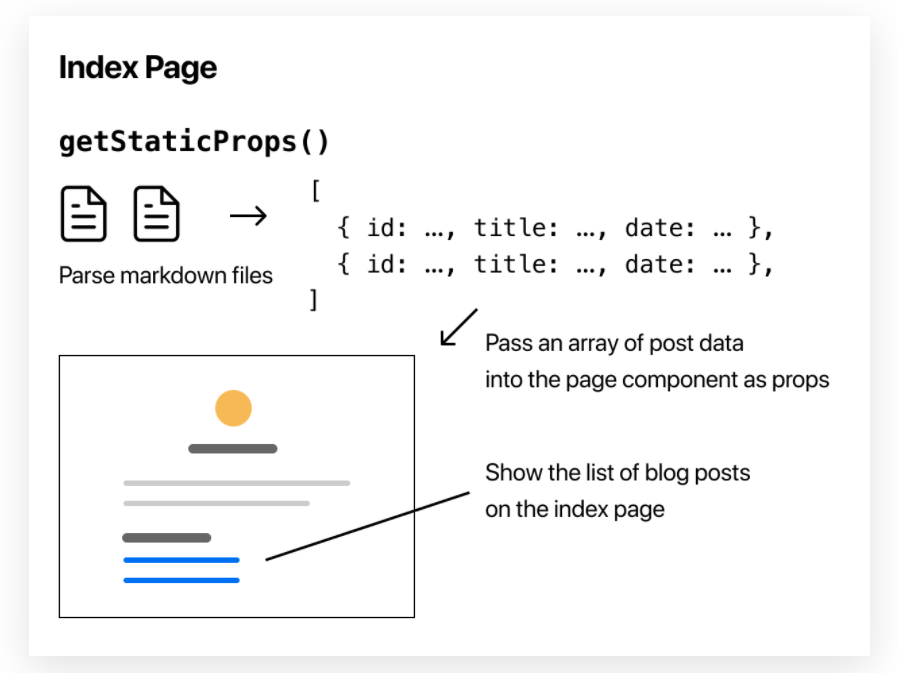 Index Page
getStaticProps()
[
{ id: …, title: …, date: … },
{ id: …, title: …, date: … },
]
Parse markdown files
Pass an array of post data
into the page component as props
Show the list of blog posts
on the index page